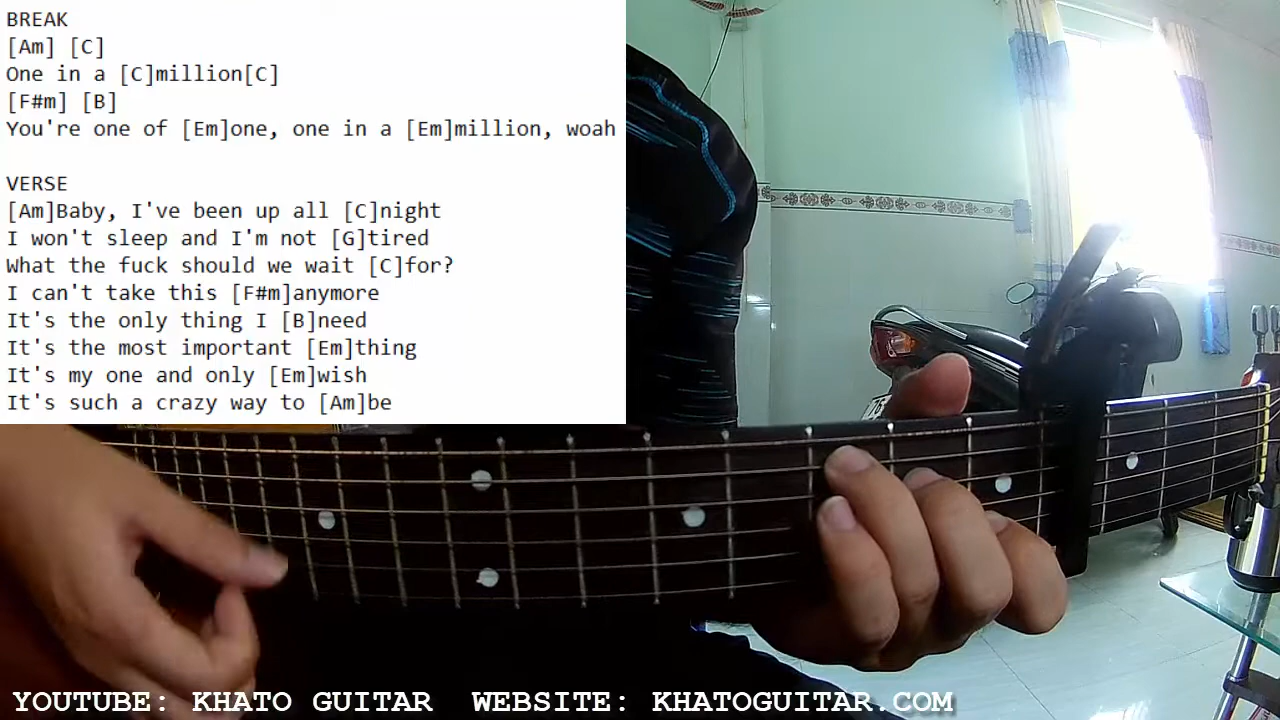 BREAK
[Am] [C]
One in a [C]million[C]
[F#m] [B]
You're one of [Em]one, one in a [Em]million, woah
VERSE
[Am]Baby, I've been up all [C]night
I won't sleep and I'm not [G]tired
What the fuck should we wait [C]for?
I can't take this [F#m]anymore
It's the only thing I [B]need
It's the most important [Em]thing
It's my one and only [Em]wish
It's such a crazy way to [Am]be
YOUTUBE: KHATO GUITAR WEBSITE: KHATOGUITAR.COM